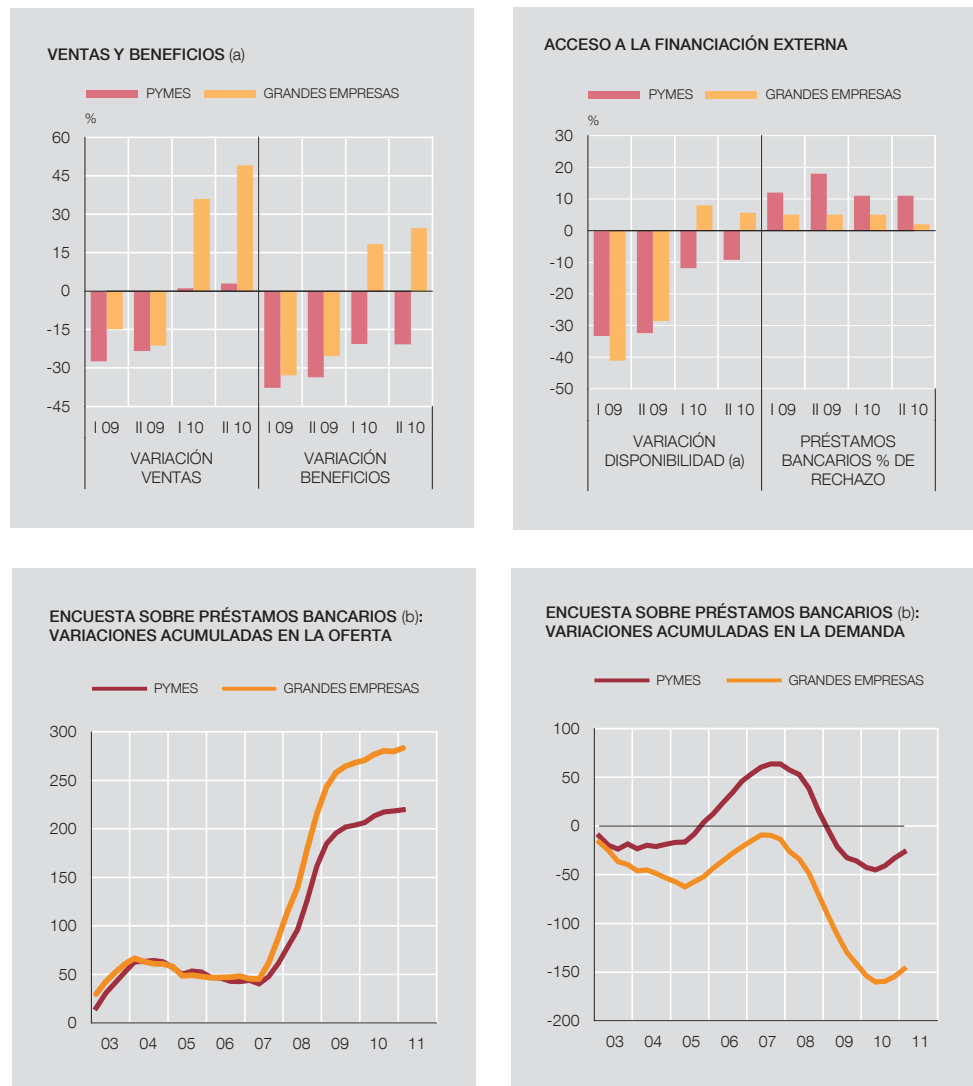 VENTAS Y BENEFICIOS (a)
PYMES GRANDES EMPRESAS
%
60
45
30
15
0
-15
-30
-45
I 09 II 09 I 10 II 10 I 09 II 09 I 10 II 10
VARIACIÓN VENTAS
VARIACIÓN BENEFICIOS
ACCESO A LA FINANCIACIÓN EXTERNA
PYMES GRANDES EMPRESAS
%
30
20
10
0
-10
-20
-30
-40
-50
I 09 II 09 I 10 II 10 I 09 II 09 I 10 II 10
VARIACIÓN
DISPONIBILIDAD (a)
PRÉSTAMOS
BANCARIOS % DE
RECHAZO
ENCUESTA SOBRE PRÉSTAMOS BANCARIOS (b):
VARIACIONES ACUMULADAS EN LA OFERTA
PYMES GRANDES EMPRESAS
300
250
200
150
100
50
0
03 04 05 06 07 08 09 10 11
ENCUESTA SOBRE PRÉSTAMOS BANCARIOS (b):
VARIACIONES ACUMULADAS EN LA DEMANDA
PYMES GRANDES EMPRESAS
100
50
0
-50
-100
-150
-200
03 04 05 06 07 08 09 10 11